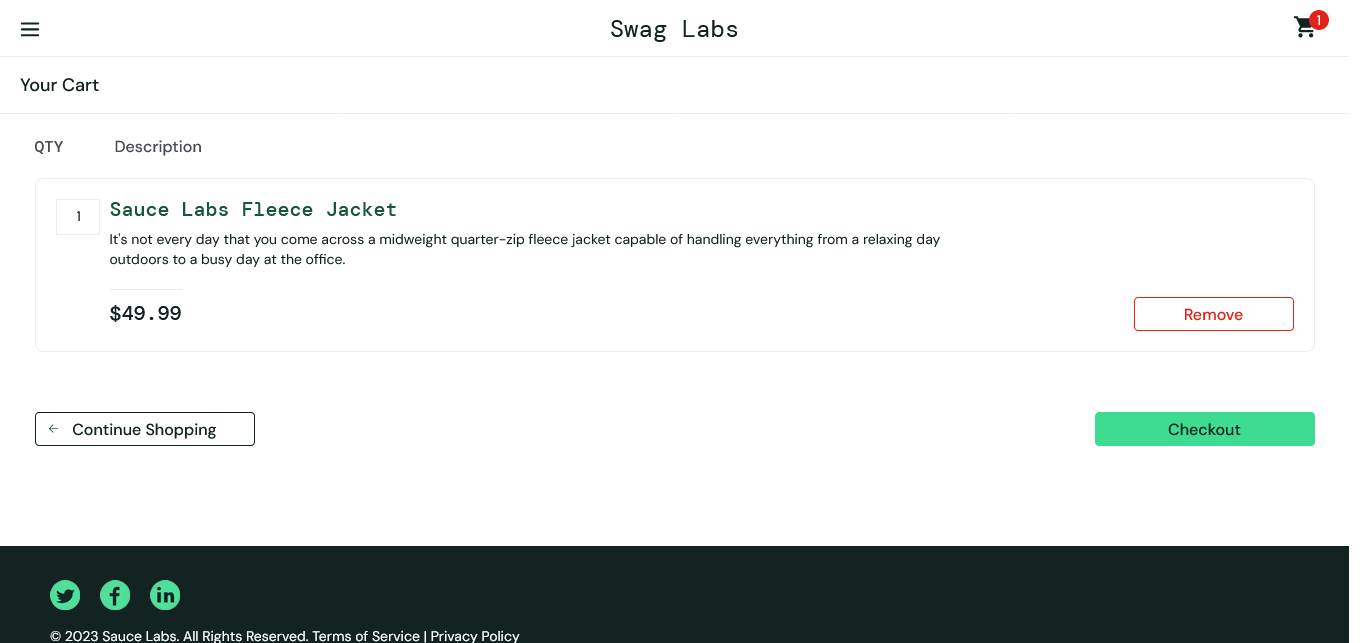 Swag Labs
1
Your Cart
QTY Description
1
Sauce Labs Fleece Jacket
It's not every day that you come across a midweight quarter-zip fleece jacket capable of handling everything from a relaxing day
outdoors to a busy day at the office.
$49.99
Remove
Continue Shopping
Checkout
© 2023 Sauce Labs. All Rights Reserved. Terms of Service | Privacy Policy